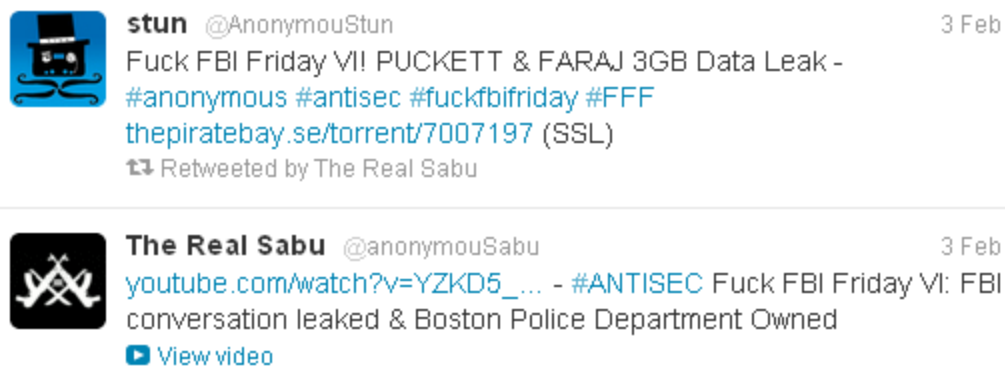 stun @AnonymouStun 3 Feb
Fuck FBI Friday VI! PUCKETT & FARAJ 3GB Data Leak -
#anonymous #antisec #fuckfbifriday #FFF
thepiratebay.se/torrent/7007197 (SSL)
Retweeted by The Real Sabu
The Real Sabu @anonymouSabu 3 Feb
youtube.com/watch?v=YZKD5_... - #ANTISEC Fuck FBI Friday VI: FBI
conversation leaked & Boston Police Department Owned
View video